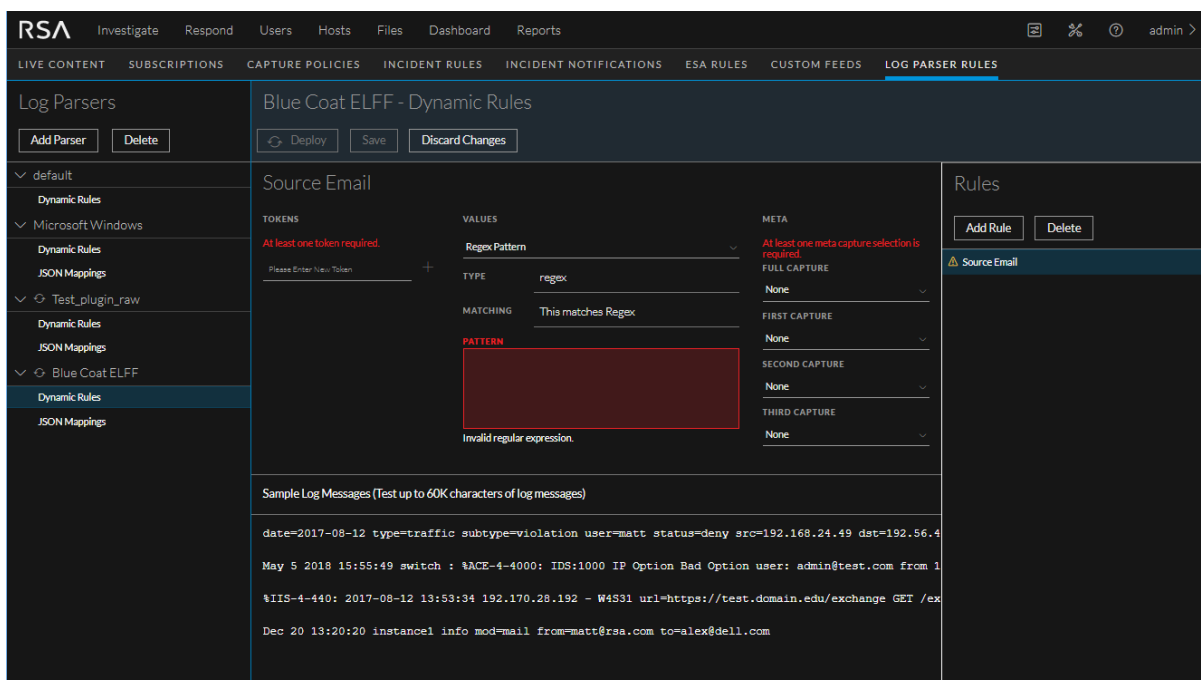 RSA Investigate Respond Users Hosts Files Dashboard Reports admin
LIVE CONTENT SUBSCRIPTIONS CAPTURE POLICIES INCIDENT RULES INCIDENT NOTIFICATIONS ESA RULES CUSTOM FEEDS LOG PARSER RULES
Log Parsers
Add Parser Delete
default
Dynamic Rules
Microsoft Windows
Dynamic Rules
JSON Mappings
Test_plugin_raw
Dynamic Rules
JSON Mappings
Blue Coat ELFF
Dynamic Rules
JSON Mappings
Blue Coat ELFF - Dynamic Rules
Deploy Save Discard Changes
Source Email
TOKENS
At least one token required.
Please Enter New Token
VALUES
Regex Pattern
TYPE regex
MATCHING This matches Regex
PATTERN
Invalid regular expression.
META
At least one meta capture selection is
required.
FULL CAPTURE
None
FIRST CAPTURE
None
SECOND CAPTURE
None
THIRD CAPTURE
None
Sample Log Messages (Test up to 60K characters of log messages)
date=2017-08-12 type=traffic subtype=violation user=matt status=deny src=192.168.24.49 dst=192.56.4
May 5 2018 15:55:49 switch : %ACE-4-4000: IDS:1000 IP Option Bad Option user: admin@test.com from 1
%IIS-4-440: 2017-08-12 13:53:34 192.170.28.192 - W4S31 url=https://test.domain.edu/exchange GET /ex
Dec 20 13:20:20 instance1 info mod=mail from=matt@rsa.com to=alex@dell.com
Rules
Add Rule Delete
Source Email